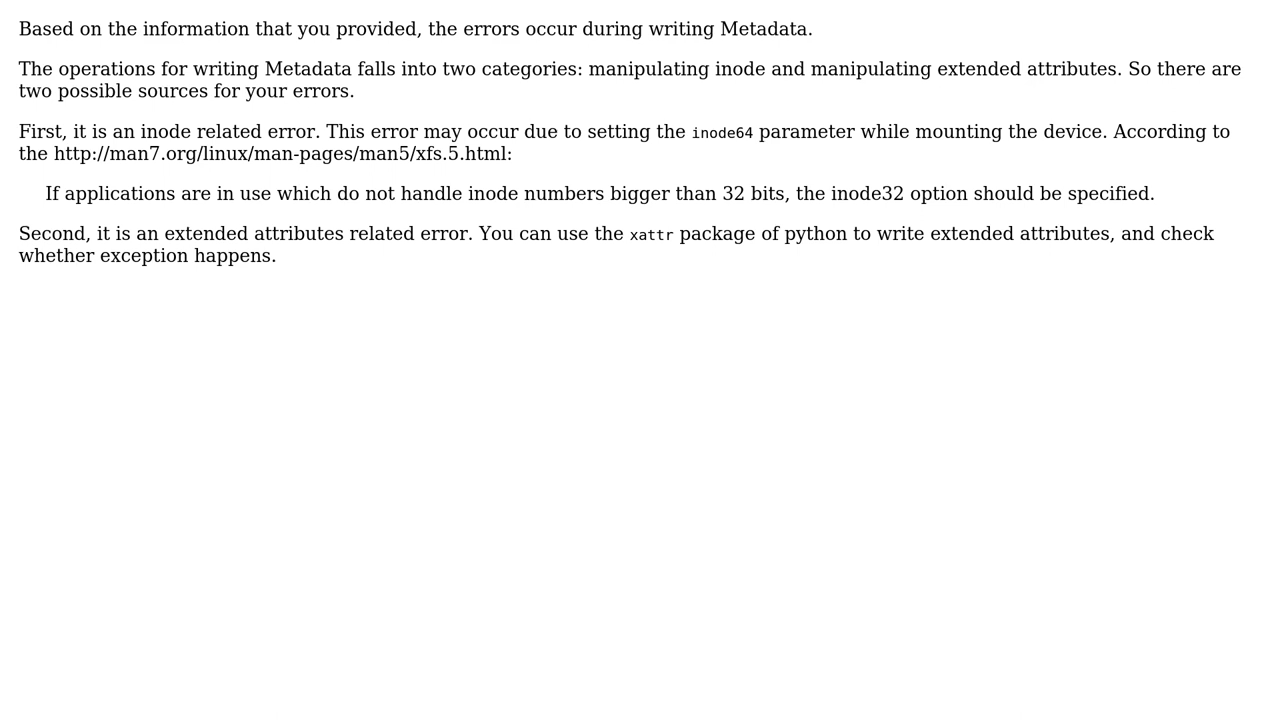 Based on the information that you provided, the errors occur during writing Metadata.
The operations for writing Metadata falls into two categories: manipulating inode and manipulating extended attributes. So there are
two possible sources for your errors.
First, it is an inode related error. This error may occur due to setting the inode64 parameter while mounting the device. According to
the http://man7.org/linux/man-pages/man5/xfs.5.html:
If applications are in use which do not handle inode numbers bigger than 32 bits, the inode32 option should be specified.
Second, it is an extended attributes related error. You can use the xattr package of python to write extended attributes, and check
whether exception happens.